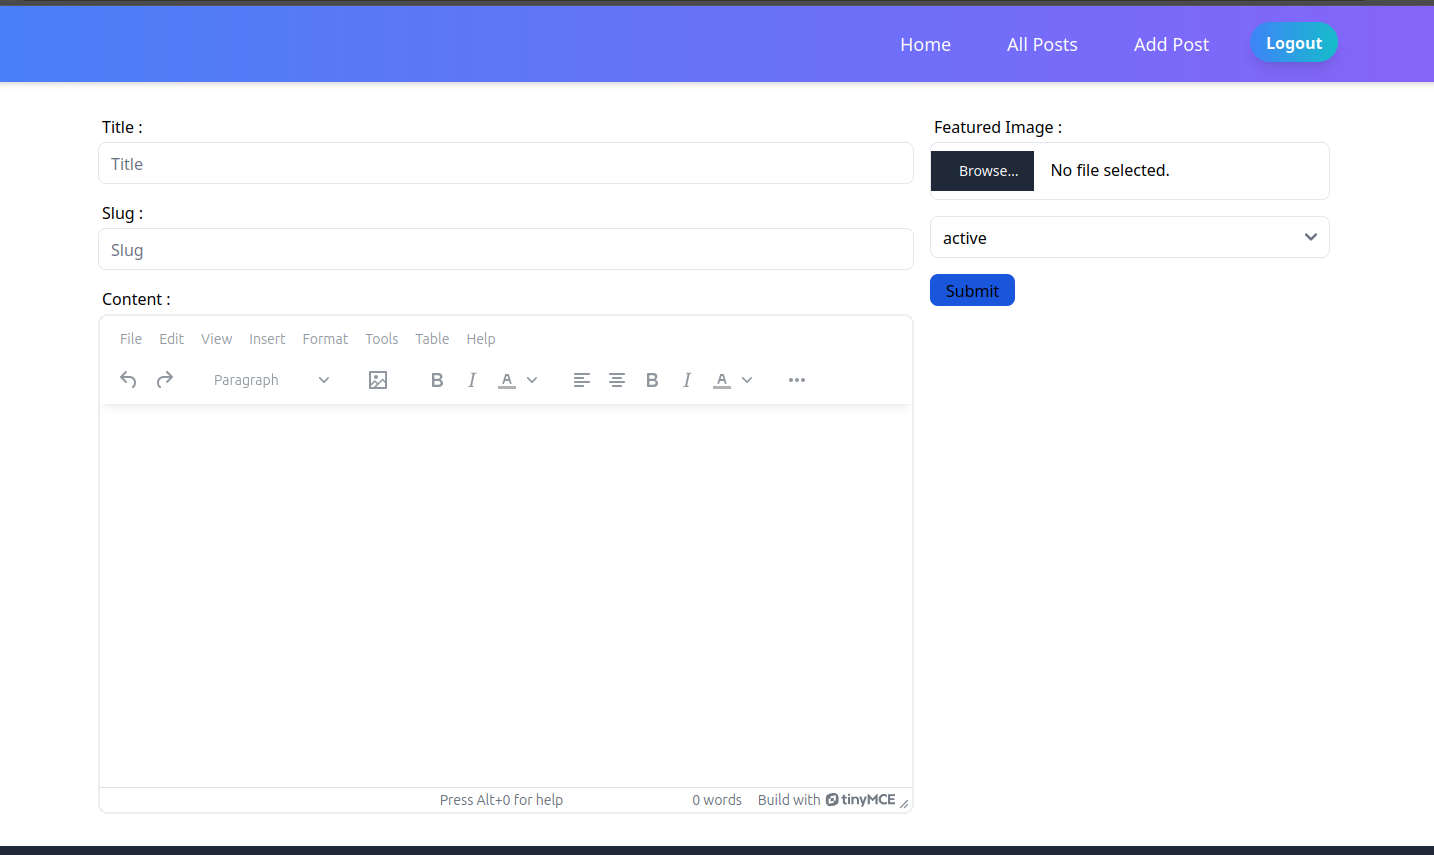 Home All Posts Add Post Logout
Title :
Title
Slug :
Slug
Content :
File Edit View Insert Format Tools Table Help
Paragraph B I A B I A
Press Alt+0 for help 0 words Build with tinyMCE
Featured Image :
Browse... No file selected.
active
Submit